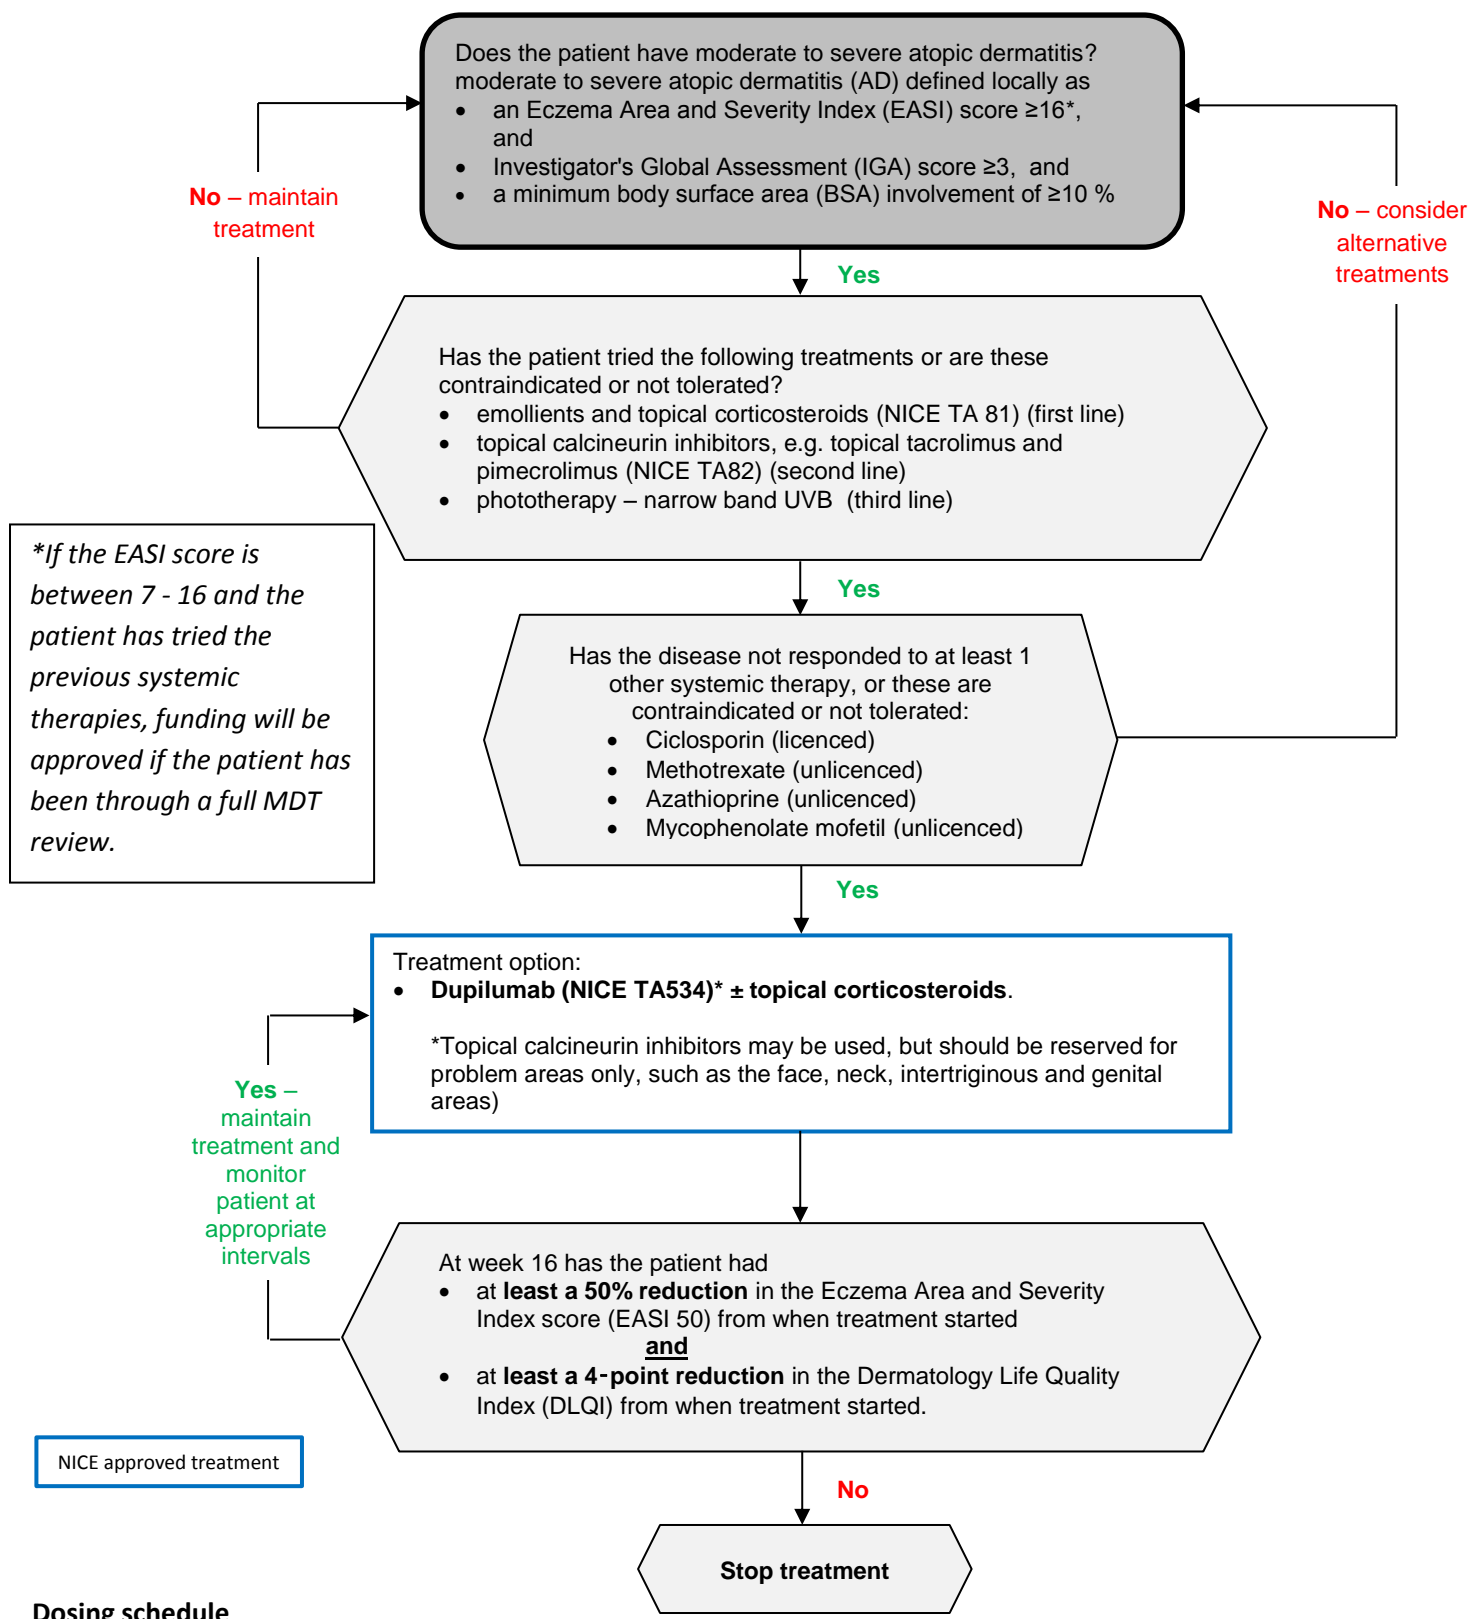 Does the patient have moderate to severe atopic dermatitis?
moderate to severe atopic dermatitis (AD) defined locally as
• an Eczema Area and Severity Index (EASI) score ≥16*,
and
• Investigator's Global Assessment (IGA) score ≥3, and
• a minimum body surface area (BSA) involvement of ≥10 %
No – maintain
treatment
No – consider
alternative
treatments
Yes
Has the patient tried the following treatments or are these
contraindicated or not tolerated?
• emollients and topical corticosteroids (NICE TA 81) (first line)
• topical calcineurin inhibitors, e.g. topical tacrolimus and
pimecrolimus (NICE TA82) (second line)
• phototherapy – narrow band UVB (third line)
*If the EASI score is
between 7 - 16 and the
patient has tried the
previous systemic
therapies, funding will be
approved if the patient has
been through a full MDT
review.
Yes
Has the disease not responded to at least 1
other systemic therapy, or these are
contraindicated or not tolerated:
• Ciclosporin (licenced)
• Methotrexate (unlicenced)
• Azathioprine (unlicenced)
• Mycophenolate mofetil (unlicenced)
Yes
Treatment option:
• Dupilumab (NICE TA534)* ± topical corticosteroids.
*Topical calcineurin inhibitors may be used, but should be reserved for
problem areas only, such as the face, neck, intertriginous and genital
areas)
Yes –
maintain
treatment and
monitor
patient at
appropriate
intervals
At week 16 has the patient had
• at least a 50% reduction in the Eczema Area and Severity
Index score (EASI 50) from when treatment started
and
• at least a 4-point reduction in the Dermatology Life Quality
Index (DLQI) from when treatment started.
NICE approved treatment
No
Stop treatment
Dosing schedule